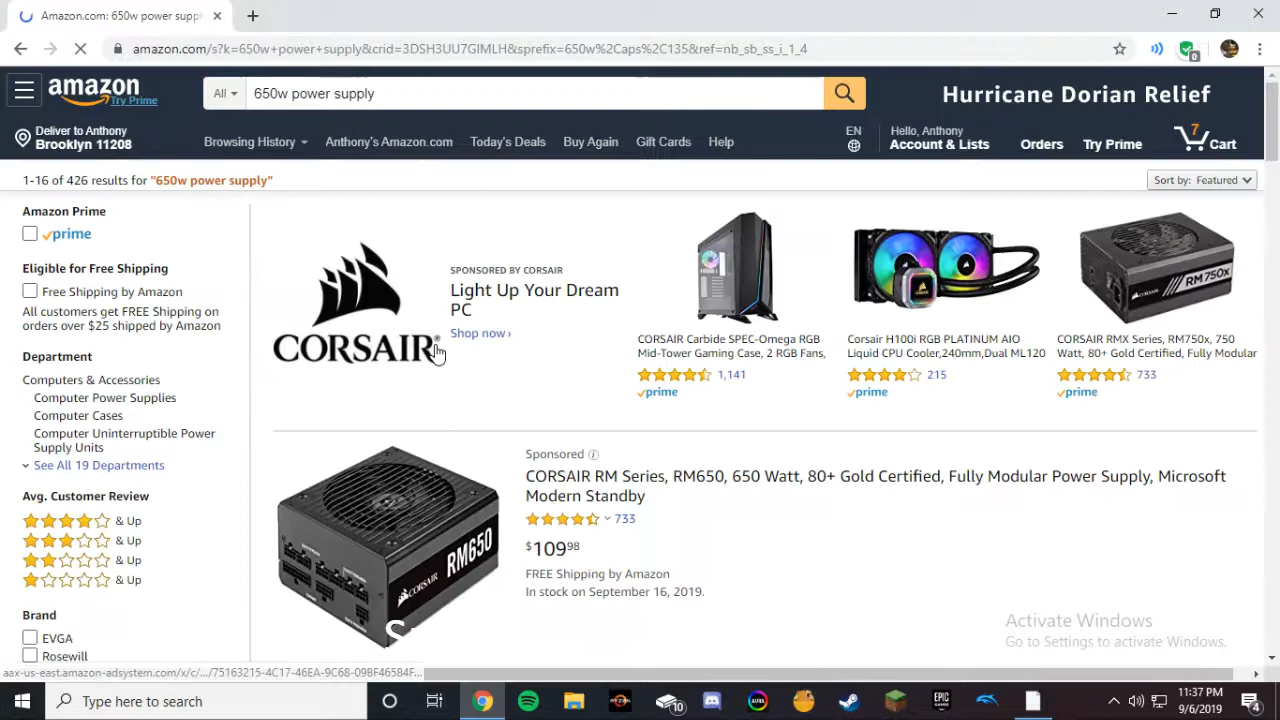 Amazon.com: 650w power supply
amazon.com/s?k=650w+power+supply&crid=3DSH3UU7GIMLH&sprefix=650w%2Caps%2C135&ref=nb_sb_ss_i_1_4
0
amazon
Try Prime
All
650w power supply
Hurricane Dorian Relief
Deliver to Anthony
Brooklyn 11208
Browsing History
Anthony's Amazon.com
Today's Deals
Buy Again
Gift Cards
Help
EN
Hello, Anthony
Account & Lists
Orders
Try Prime
7
Cart
1-16 of 426 results for "650w power supply"
Sort by: Featured
Amazon Prime
prime
Eligible for Free Shipping
Free Shipping by Amazon
All customers get FREE Shipping on
orders over $25 shipped by Amazon
Department
Computers & Accessories
Computer Power Supplies
Computer Cases
Computer Uninterruptible Power
Supply Units
See All 19 Departments
Avg. Customer Review
& Up
& Up
& Up
& Up
Brand
EVGA
Rosewill
CORSAIR
SPONSORED BY CORSAIR
Light Up Your Dream
PC
Shop now ›
CORSAIR Carbide SPEC-Omega RGB
Mid-Tower Gaming Case, 2 RGB Fans,
1,141
prime
Corsair H100i RGB PLATINUM AIO
Liquid CPU Cooler,240mm,Dual ML120
215
prime
RM750x
CORSAIR RMX Series, RM750x, 750
Watt, 80+ Gold Certified, Fully Modular
733
prime
CORSAIR
RM650
S
Sponsored
CORSAIR RM Series, RM650, 650 Watt, 80+ Gold Certified, Fully Modular Power Supply, Microsoft
Modern Standby
733
$109 98
FREE Shipping by Amazon
In stock on September 16, 2019.
Activate Windows
Go to Settings to activate Windows.
aax-us-east.amazon-adsystem.com/x/c/.../75163215-4C17-46EA-9C68-09BF46584F...
Type here to search
RYZEN
10
AURA
EPIC
GAMES
11:37 PM
9/6/2019
4